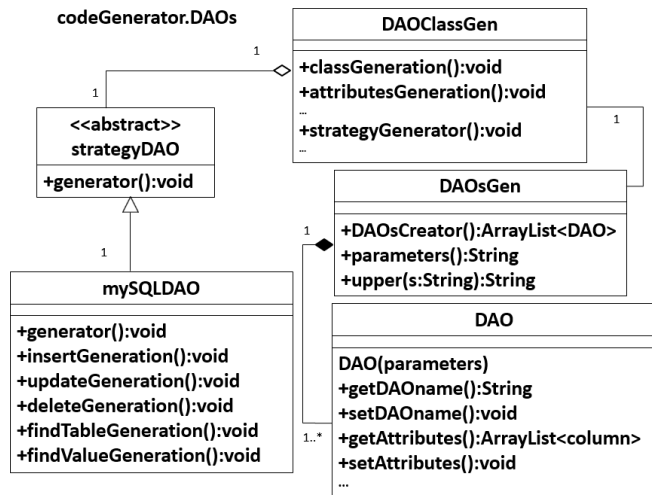 codeGenerator.DAOs
DAOClassGen
+classGeneration():void
+attributesGeneration():void
...
+strategyGenerator():void
...
1
1
<<abstract>>
strategyDAO
+generator():void
1
1
mySQLDAO
+generator():void
+insertGeneration():void
+updateGeneration():void
+deleteGeneration():void
+findTableGeneration():void
+findValueGeneration():void
DAOsGen
+DAOsCreator():ArrayList<DAO>
+parameters():String
+upper(s:String):String
1
1..*
DAO
DAO(parameters)
+getDAOname():String
+setDAOname():void
+getAttributes():ArrayList<column>
+setAttributes():void
...